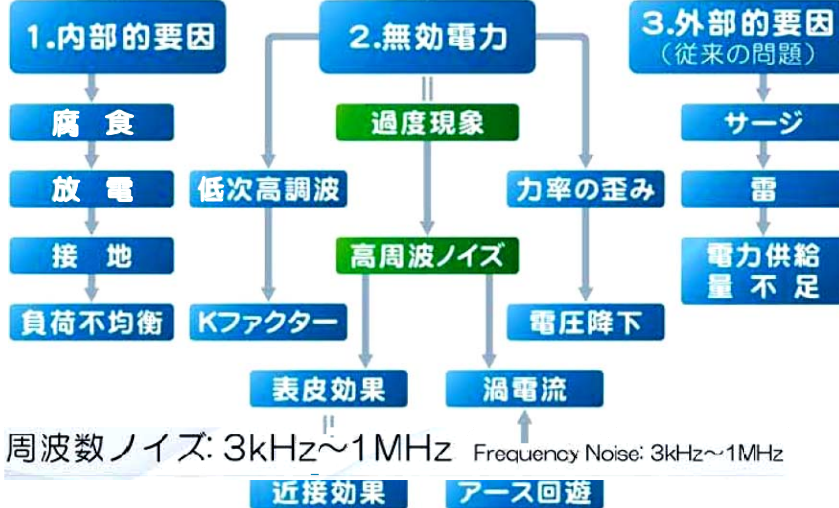 1.内部的要因
2.無効電力
3.外部的要因
(従来の問題)
腐 食
過度現象
サージ
放 電
低次高調波
力率の歪み
雷
接 地
高周波ノイズ
電力供給
量 不 足
負荷不均衡
Kファクター
電圧降下
表皮効果
渦電流
周波数ノイズ: 3kHz～1MHz Frequency Noise: 3kHz～1MHz
近接効果
アース回遊